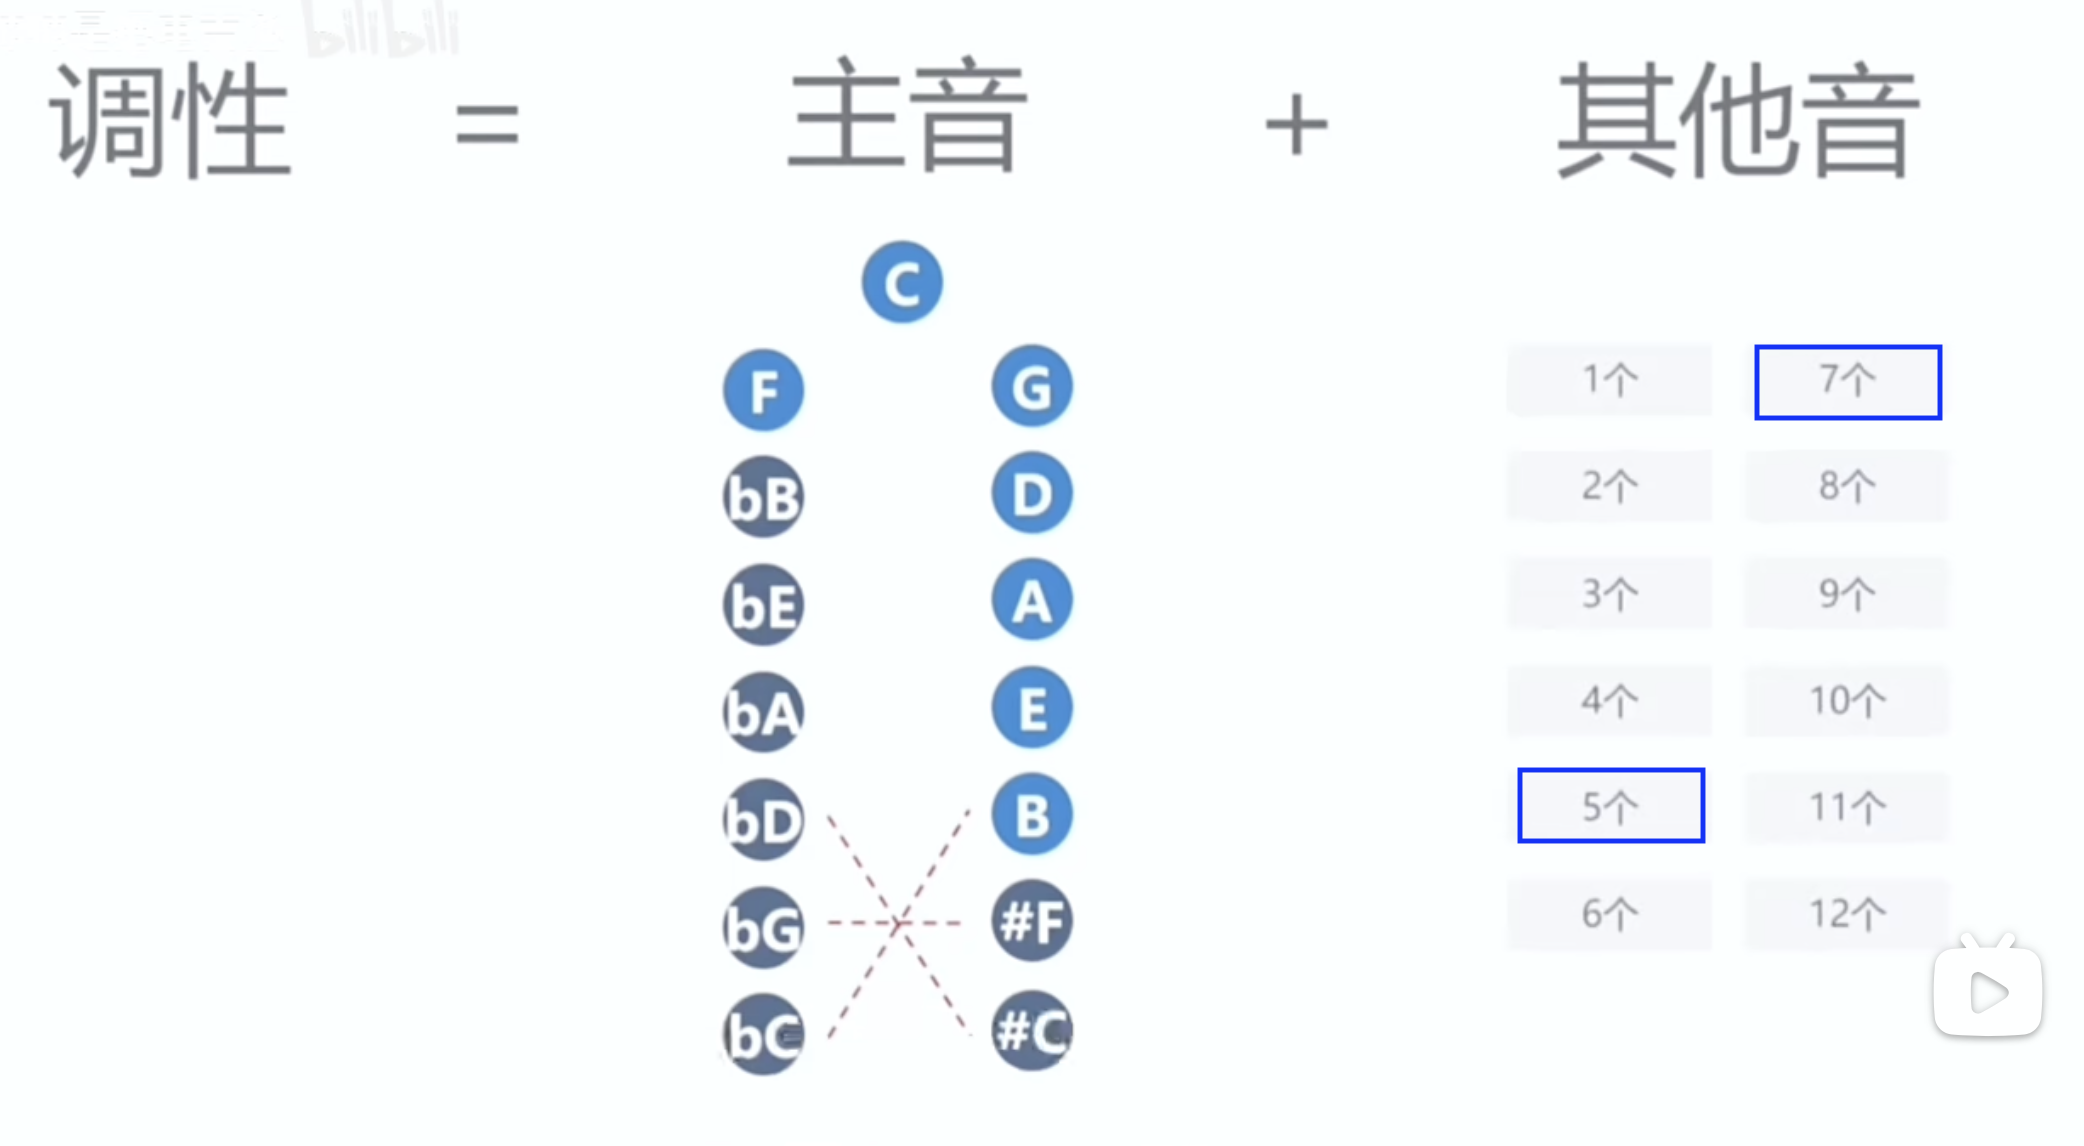 bilibili
调性 = 主音 + 其他音
C
F G
bB D
bE A
bA E
bD B
bG #F
bC #C
1个 7个
2个 8个
3个 9个
4个 10个
5个 11个
6个 12个